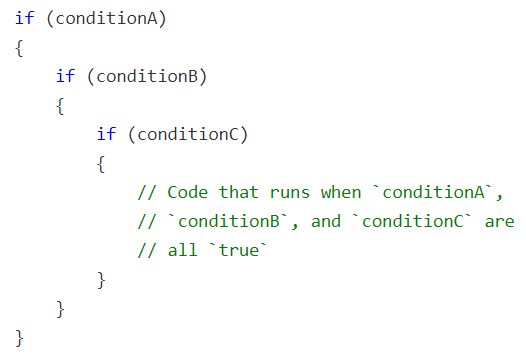 if (conditionA)
{
    if (conditionB)
    {
        if (conditionC)
        {
            // Code that runs when `conditionA`,
            // `conditionB`, and `conditionC` are
            // all `true`
        }
    }
}